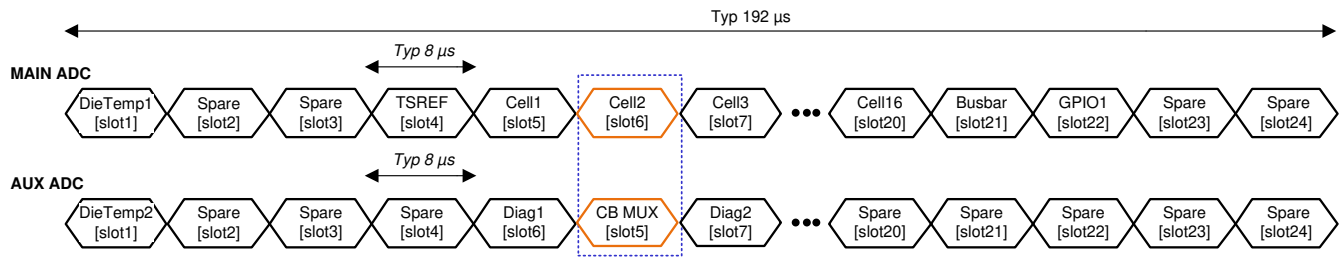 Typ 192 µs
Typ 8 µs
MAIN ADC
DieTemp1 Spare Spare TSREF Cell1 Cell2 Cell3 Cell16 Busbar GPIO1 Spare Spare
[slot1] [slot2] [slot3] [slot4] [slot5] [slot6] [slot7] [slot20] [slot21] [slot22] [slot23] [slot24]
Typ 8 µs
AUX ADC
DieTemp2 Spare Spare Spare Diag1 CB MUX Diag2 Spare Spare Spare Spare Spare
[slot1] [slot2] [slot3] [slot4] [slot6] [slot5] [slot7] [slot20] [slot21] [slot22] [slot23] [slot24]